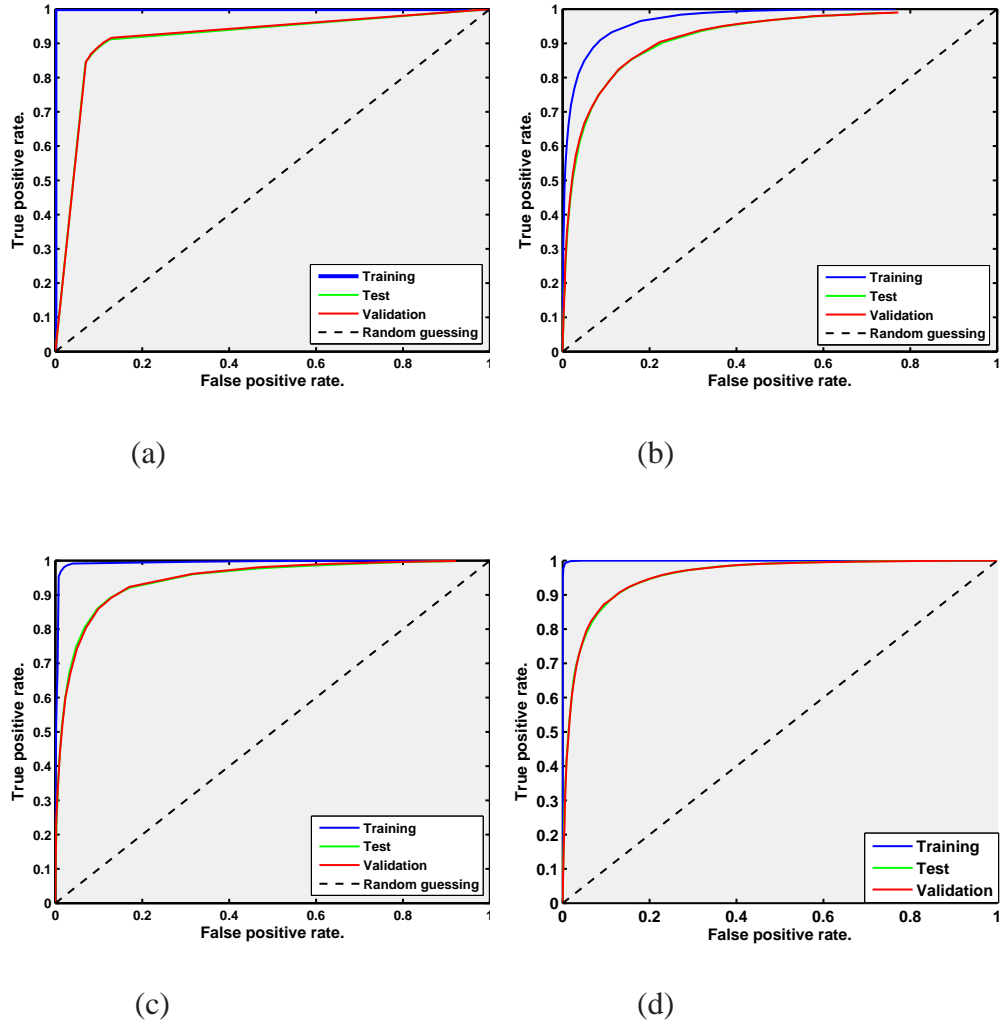 1
0.9
0.8
0.7
0.6
0.5
0.4
0.3
0.2
0.1
0
0 0.2 0.4 0.6 0.8 1
True positive rate.
False positive rate.
Training
Test
Validation
Random guessing
(a)
1
0.9
0.8
0.7
0.6
0.5
0.4
0.3
0.2
0.1
0
0 0.2 0.4 0.6 0.8 1
True positive rate.
False positive rate.
Training
Test
Validation
Random guessing
(b)
1
0.9
0.8
0.7
0.6
0.5
0.4
0.3
0.2
0.1
0
0 0.2 0.4 0.6 0.8 1
True positive rate.
False positive rate.
Training
Test
Validation
Random guessing
(c)
1
0.9
0.8
0.7
0.6
0.5
0.4
0.3
0.2
0.1
0
0 0.2 0.4 0.6 0.8 1
True positive rate.
False positive rate.
Training
Test
Validation
(d)